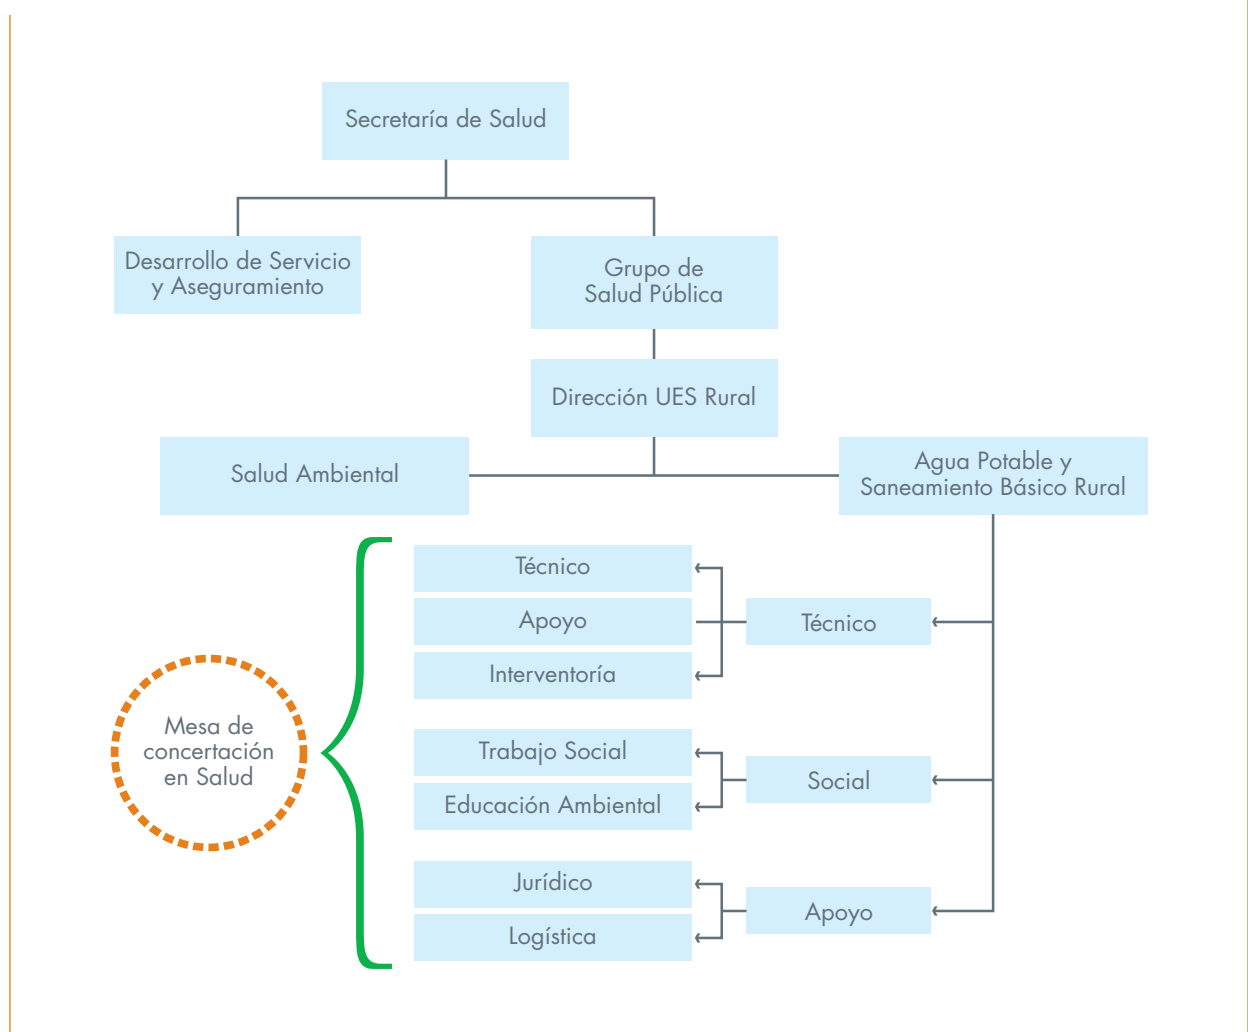 Secretaría de Salud
Desarrollo de Servicio
y Aseguramiento
Grupo de
Salud Pública
Dirección UES Rural
Salud Ambiental
Agua Potable y
Saneamiento Básico Rural
Técnico
Apoyo
Interventoría
Técnico
Mesa de
concertación
en Salud
Trabajo Social
Educación Ambiental
Social
Jurídico
Logística
Apoyo